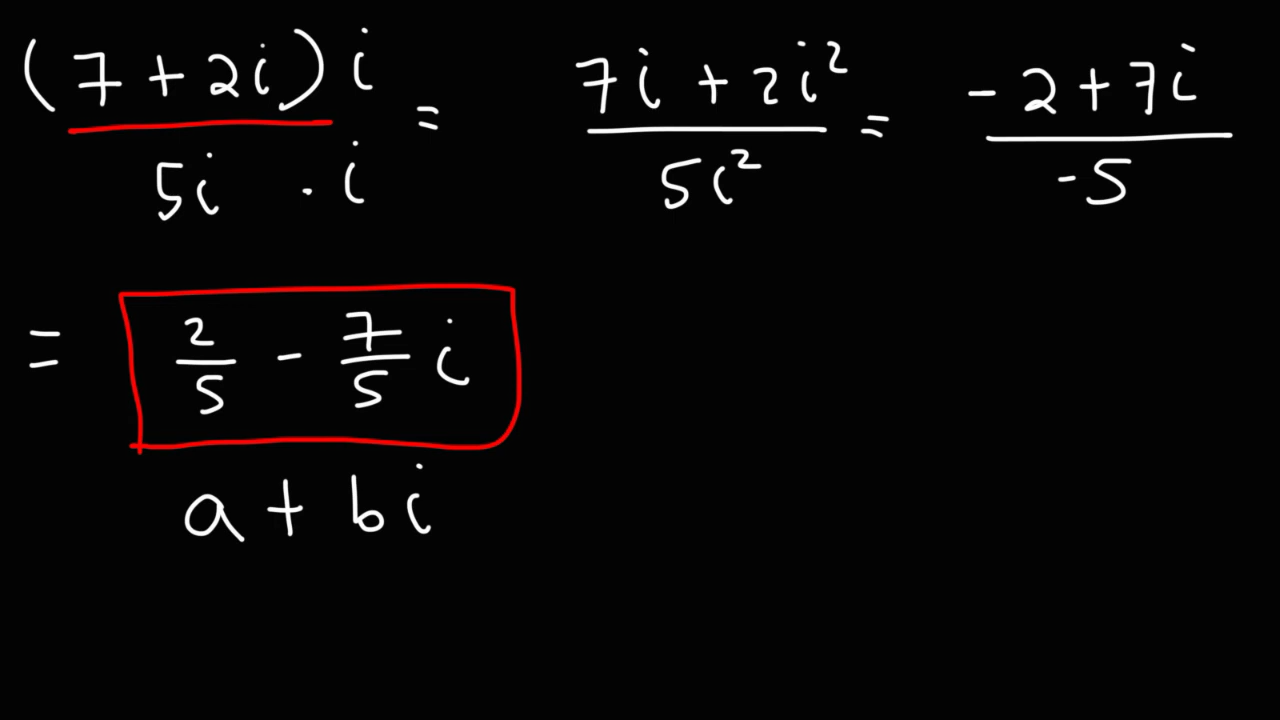 (7 + 2i) i / 5i · i = 7i + 2i² / 5i² = -2 + 7i / -5
= 2/5 - 7/5 i
a + bi